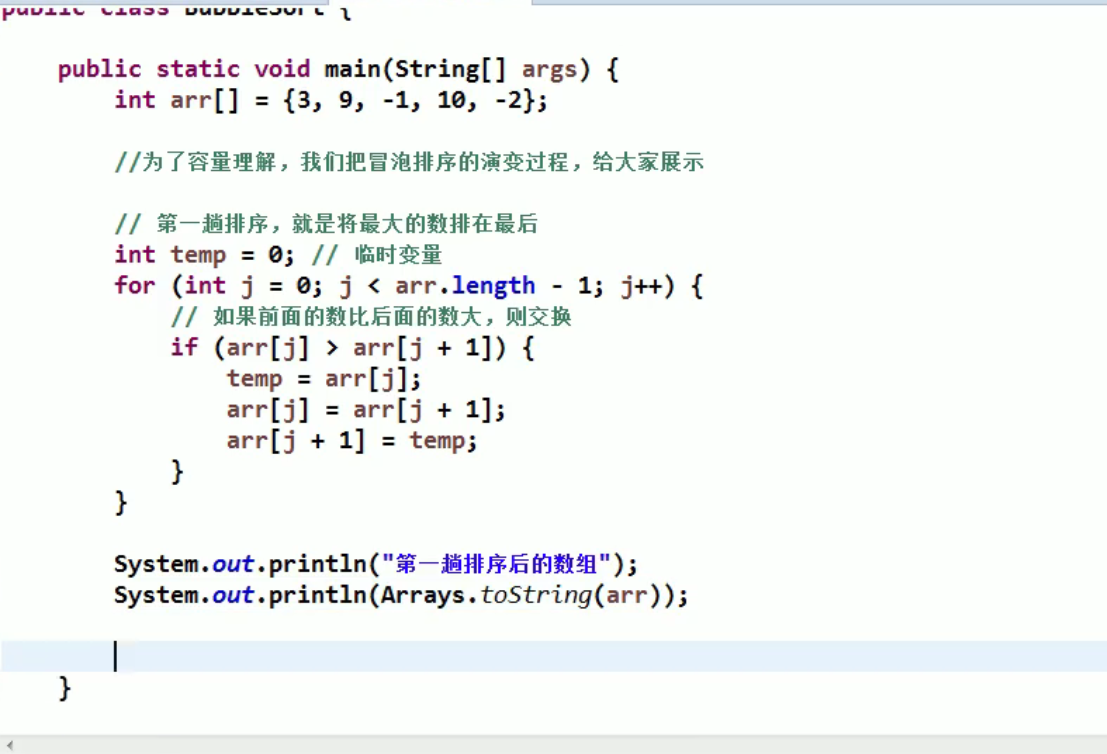 public class BubbleSort {
public static void main(String[] args) {
int arr[] = {3, 9, -1, 10, -2};
//为了容量理解，我们把冒泡排序的演变过程，给大家展示
// 第一趟排序，就是将最大的数排在最后
int temp = 0; // 临时变量
for (int j = 0; j < arr.length - 1; j++) {
// 如果前面的数比后面的数大，则交换
if (arr[j] > arr[j + 1]) {
temp = arr[j];
arr[j] = arr[j + 1];
arr[j + 1] = temp;
}
}
System.out.println("第一趟排序后的数组");
System.out.println(Arrays.toString(arr));
}